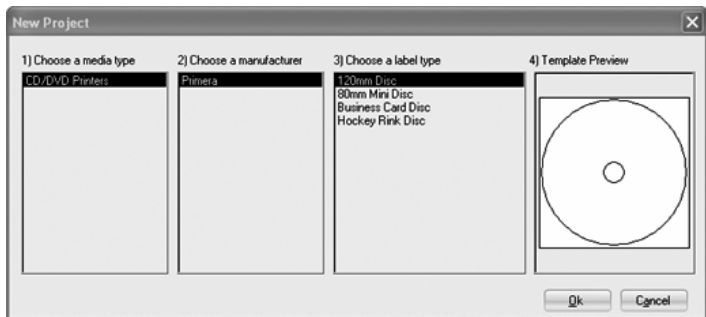 New Project
1) Choose a media type
2) Choose a manufacturer
3) Choose a label type
4) Template Preview
CD/DVD Printers
Primera
120mm Disc
80mm Mini Disc
Business Card Disc
Hockey Rink Disc
Ok
Cancel